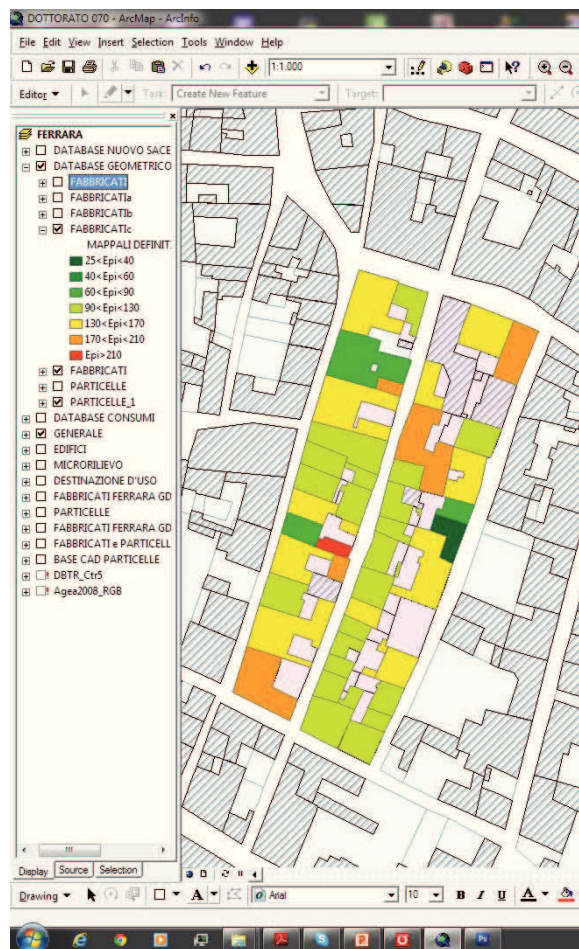 DOTTORATO 070 - ArcMap - ArcInfo
File Edit View Insert Selection Tools Window Help
1:1.000
Editor Task: Create New Feature Target:
FERRARA
DATABASE NUOVO SACE
DATABASE GEOMETRICO
FABBRICATI
FABBRICATIa
FABBRICATIb
FABBRICATIc
MAPPALI DEFINIT
25<Epi<40
40<Epi<60
60<Epi<90
90<Epi<130
130<Epi<170
170<Epi<210
Epi>210
FABBRICATI
PARTICELLE
PARTICELLE_1
DATABASE CONSUMI
GENERALE
EDIFICI
MICRORILIEVO
DESTINAZIONE D'USO
FABBRICATI FERRARA GD
PARTICELLE
FABBRICATI FERRARA GD
FABBRICATI e PARTICELL
BASE CAD PARTICELLE
DBTR_Ctr5
Agea2008_RGB
Display Source Selection
Drawing A Arial 10 B I U A